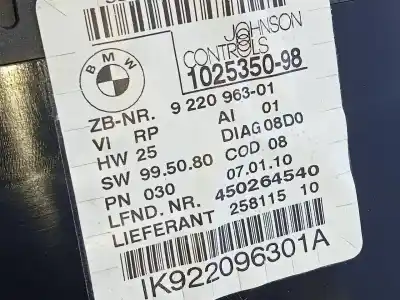 BMW
JOHNSON
CONTROLS
1025350-98
ZB-NR. 9 220 963-01
VI RP AI 01
HW 25 DIAG 08D0
SW 99.50.80 COD 08
PN 030 07.01.10
LFND. NR. 450264540
LIEFERANT 258115 10
IK922096301A